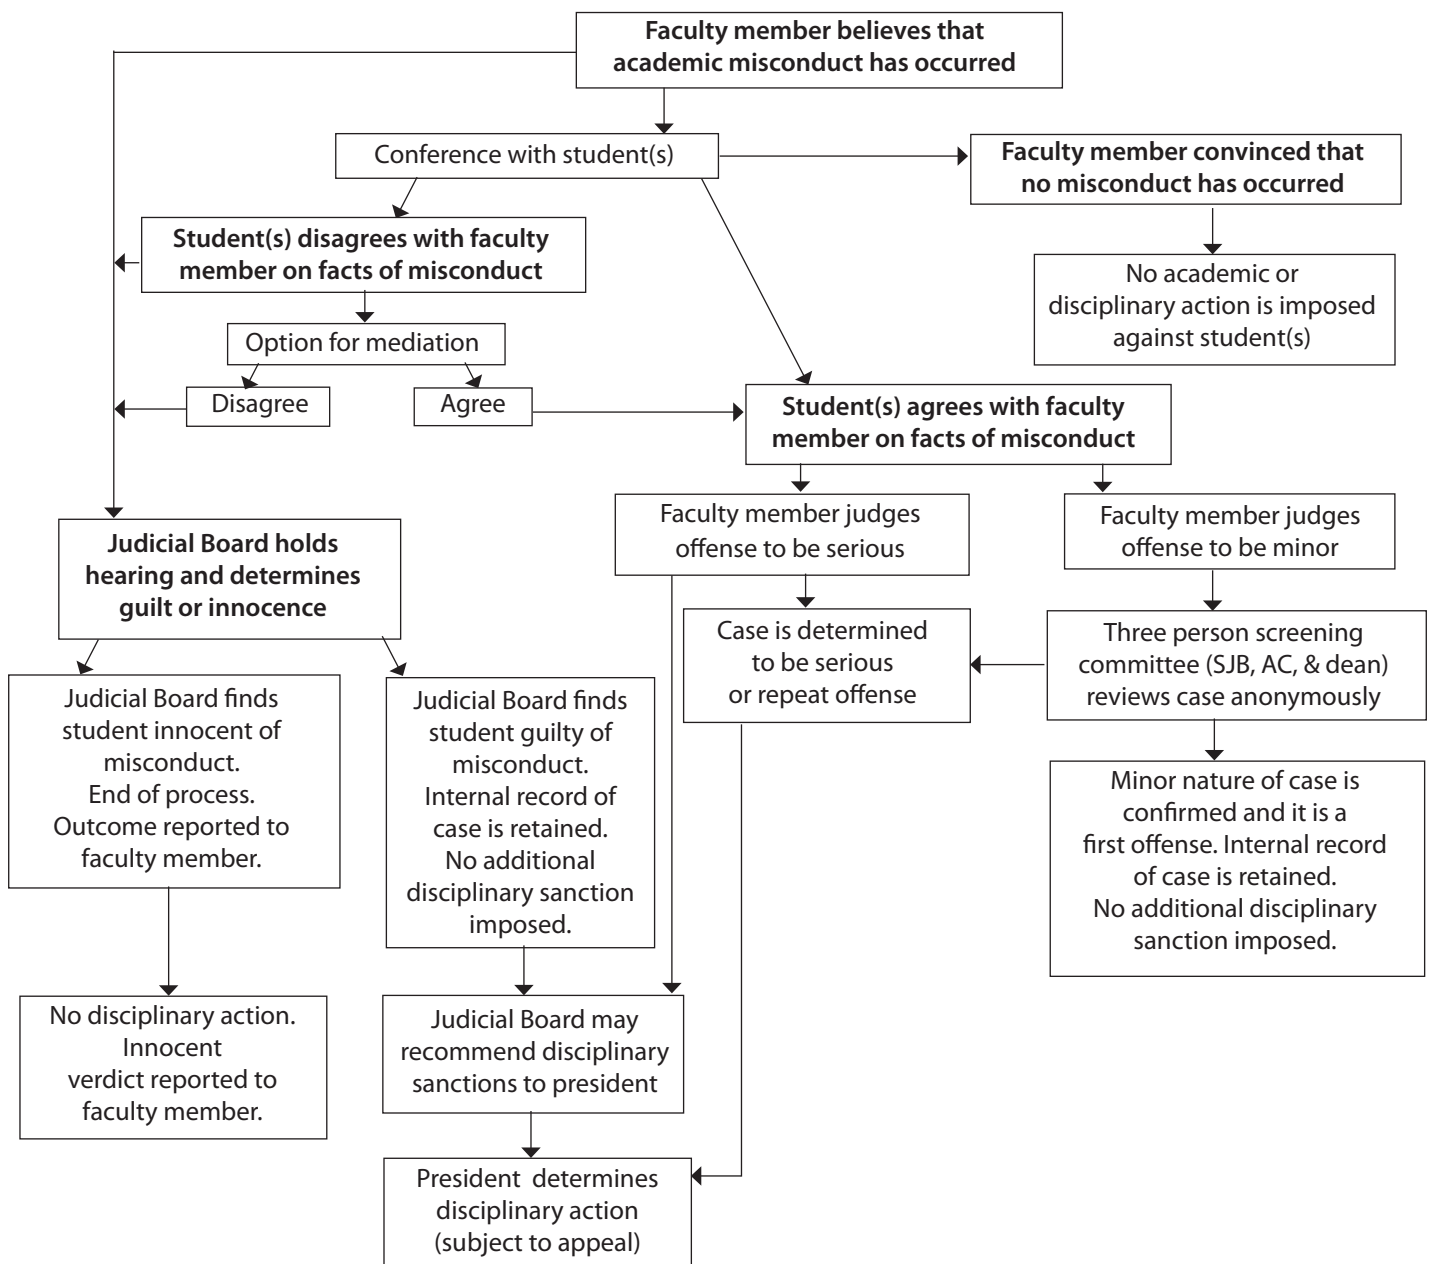 Faculty member believes that
academic misconduct has occurred
Conference with student(s)
Faculty member convinced that
no misconduct has occurred
Student(s) disagrees with faculty
member on facts of misconduct
No academic or
disciplinary action is imposed
against student(s)
Option for mediation
Disagree
Agree
Student(s) agrees with faculty
member on facts of misconduct
Faculty member judges
offense to be serious
Faculty member judges
offense to be minor
Judicial Board holds
hearing and determines
guilt or innocence
Case is determined
to be serious
or repeat offense
Three person screening
committee (SJB, AC, & dean)
reviews case anonymously
Judicial Board finds
student innocent of
misconduct.
End of process.
Outcome reported to
faculty member.
Judicial Board finds
student guilty of
misconduct.
Internal record of
case is retained.
No additional
disciplinary sanction
imposed.
Minor nature of case is
confirmed and it is a
first offense. Internal record
of case is retained.
No additional disciplinary
sanction imposed.
No disciplinary action.
Innocent
verdict reported to
faculty member.
Judicial Board may
recommend disciplinary
sanctions to president
President determines
disciplinary action
(subject to appeal)